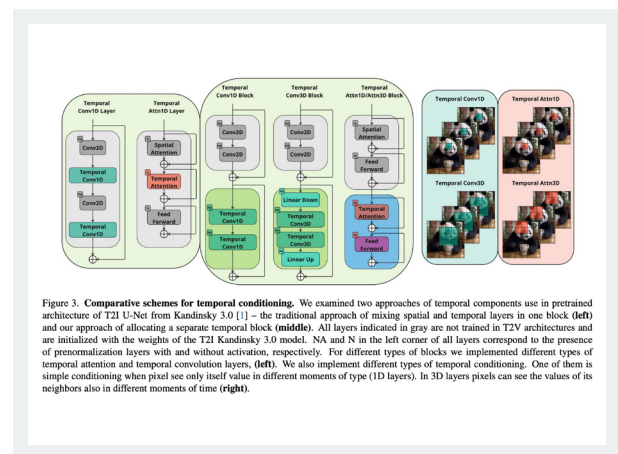 Temporal
Conv1D Layer
Temporal
Attn1D Layer
Temporal
Conv1D Block
Temporal
Conv3D Block
Temporal
Attn1D/Attn3D Block
Conv2D
Temporal
Conv1D
Conv2D
Temporal
Conv1D
Spatial
Attention
Temporal
Attention
Feed
Forward
Conv2D
Conv2D
Temporal
Conv1D
Temporal
Conv1D
Conv2D
Conv2D
Linear Down
Temporal
Conv3D
Temporal
Conv3D
Linear Up
Spatial
Attention
Feed
Forward
Temporal
Attention
Feed
Forward
Temporal Conv1D
Temporal Attn1D
Temporal Conv3D
Temporal Attn3D
Figure 3. Comparative schemes for temporal conditioning. We examined two approaches of temporal components use in pretrained
architecture of T2I U-Net from Kandinsky 3.0 [1] – the traditional approach of mixing spatial and temporal layers in one block (left)
and our approach of allocating a separate temporal block (middle). All layers indicated in gray are not trained in T2V architectures and
are initialized with the weights of the T2I Kandinsky 3.0 model. NA and N in the left corner of all layers correspond to the presence
of prenormalization layers with and without activation, respectively. For different types of blocks we implemented different types of
temporal attention and temporal convolution layers, (left). We also implement different types of temporal conditioning. One of them is
simple conditioning when pixel see only itself value in different moments of type (1D layers). In 3D layers pixels can see the values of its
neighbors also in different moments of time (right).